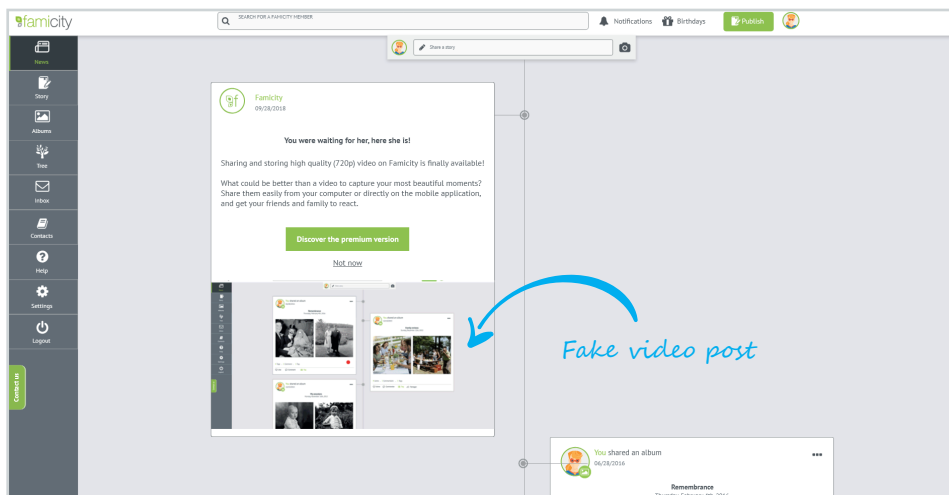 famicity
SEARCH FOR A FAMICITY MEMBER
Notifications
Birthdays
Publish
News
Story
Albums
Tree
Inbox
Contacts
Help
Settings
Logout
Contact us
Share a story
Famicity
09/28/2018
You were waiting for her, here she is!
Sharing and storing high quality (720p) video on Famicity is finally available!
What could be better than a video to capture your most beautiful moments?
Share them easily from your computer or directly on the mobile application,
and get your friends and family to react.
Discover the premium version
Not now
Fake video post
You shared an album
06/28/2016
Remembrance